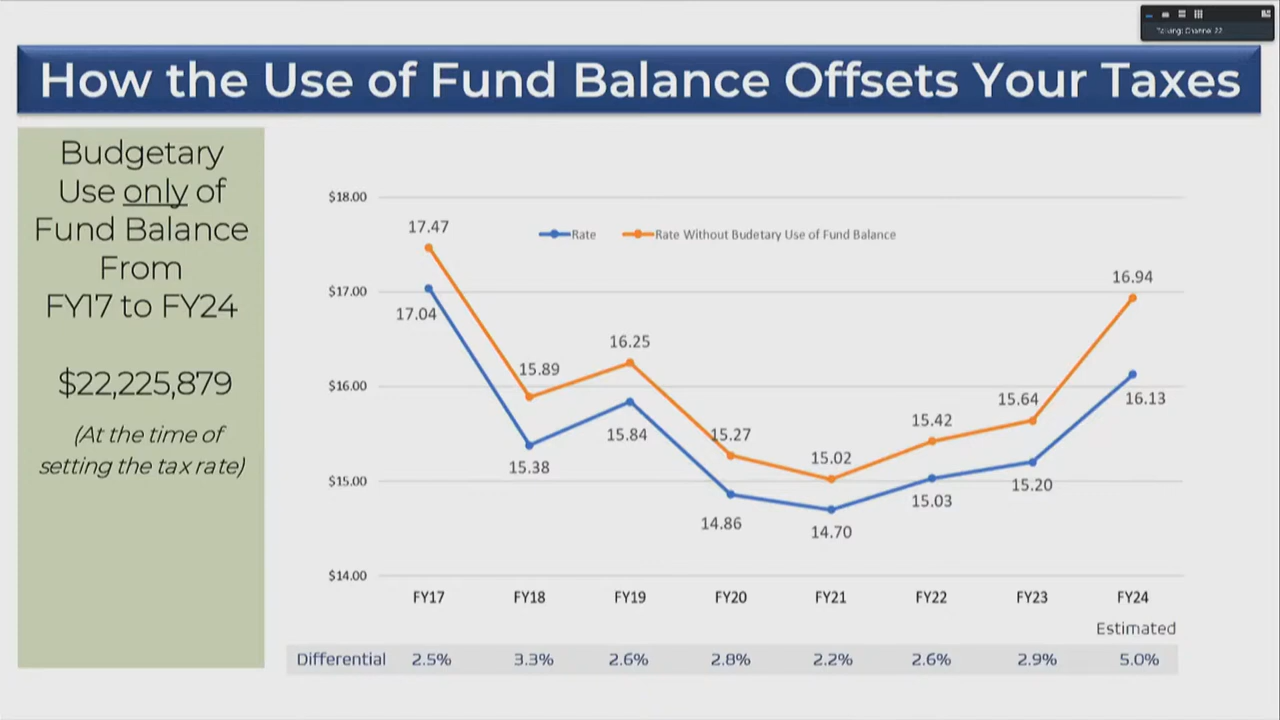 Talking: Channel 22
How the Use of Fund Balance Offsets Your Taxes
Budgetary
Use only of
Fund Balance
From
FY17 to FY24
$22,225,879
(At the time of
setting the tax rate)
Rate
Rate Without Budetary Use of Fund Balance
$18.00
$17.00
$16.00
$15.00
$14.00
17.47
15.89
16.25
15.27
15.02
15.42
15.64
16.94
17.04
15.38
15.84
14.86
14.70
15.03
15.20
16.13
FY17 FY18 FY19 FY20 FY21 FY22 FY23 FY24
Estimated
Differential 2.5% 3.3% 2.6% 2.8% 2.2% 2.6% 2.9% 5.0%